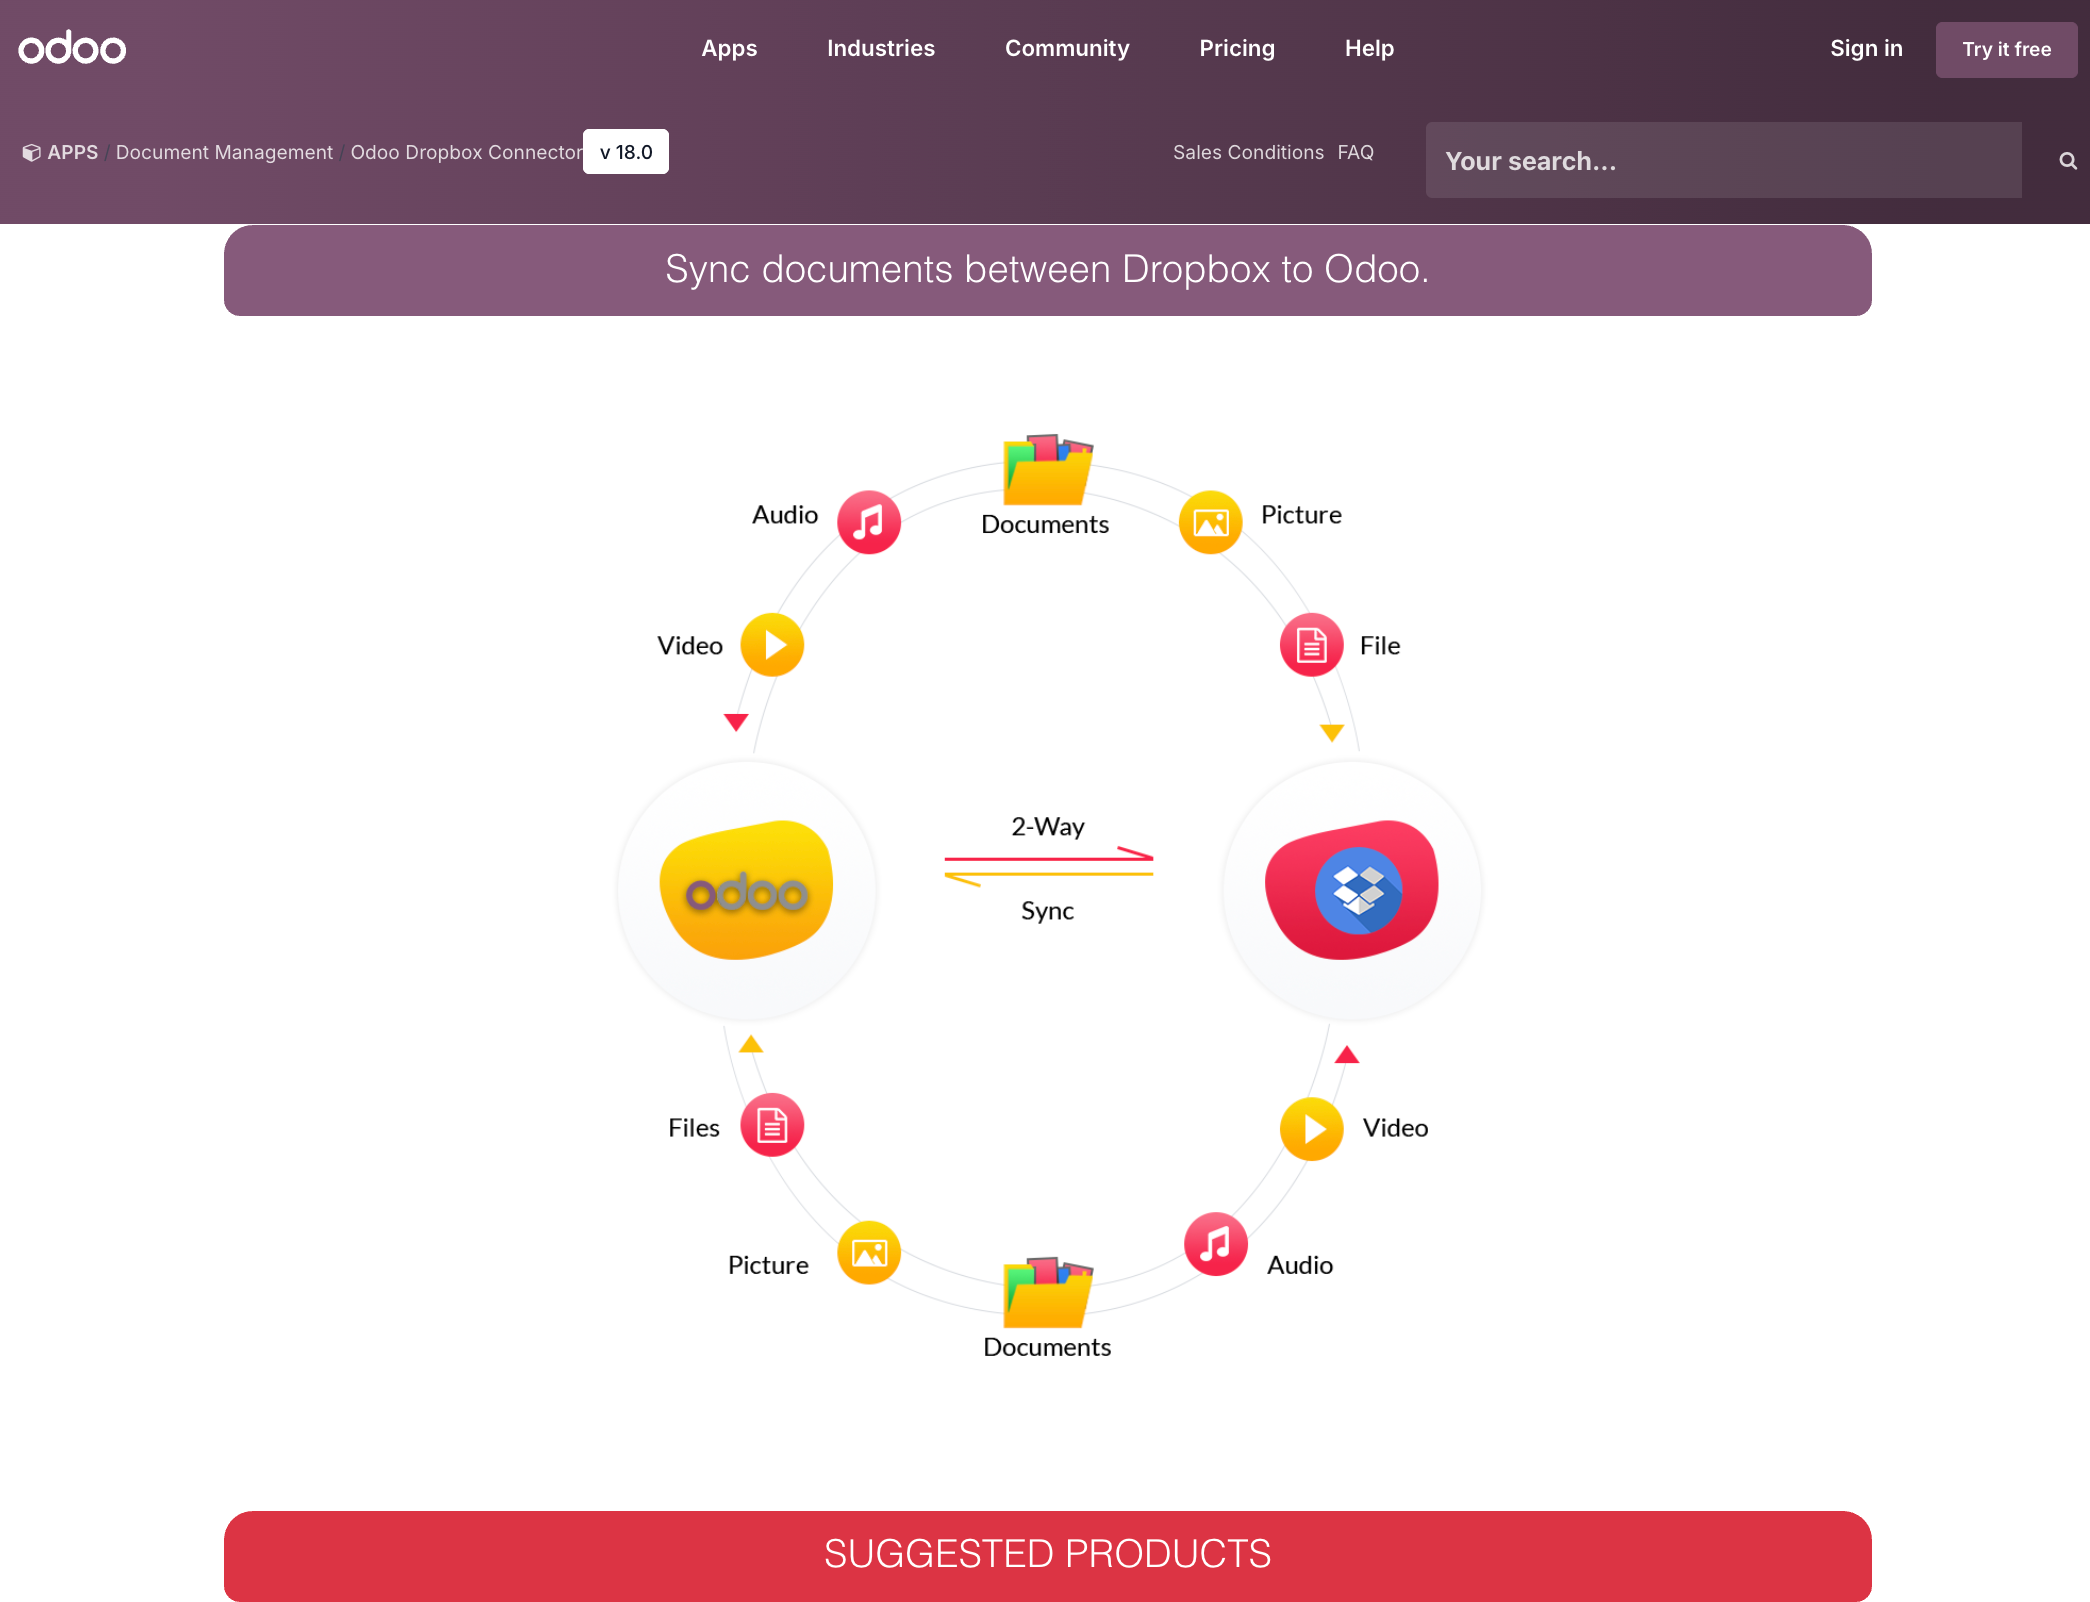 odoo
Apps
Industries
Community
Pricing
Help
Sign in
Try it free
APPS / Document Management / Odoo Dropbox Connector
v 18.0
Sales Conditions
FAQ
Your search...
Sync documents between Dropbox to Odoo.
Documents
Audio
Picture
Video
File
2-Way
odoo
Sync
Files
Video
Picture
Audio
Documents
SUGGESTED PRODUCTS